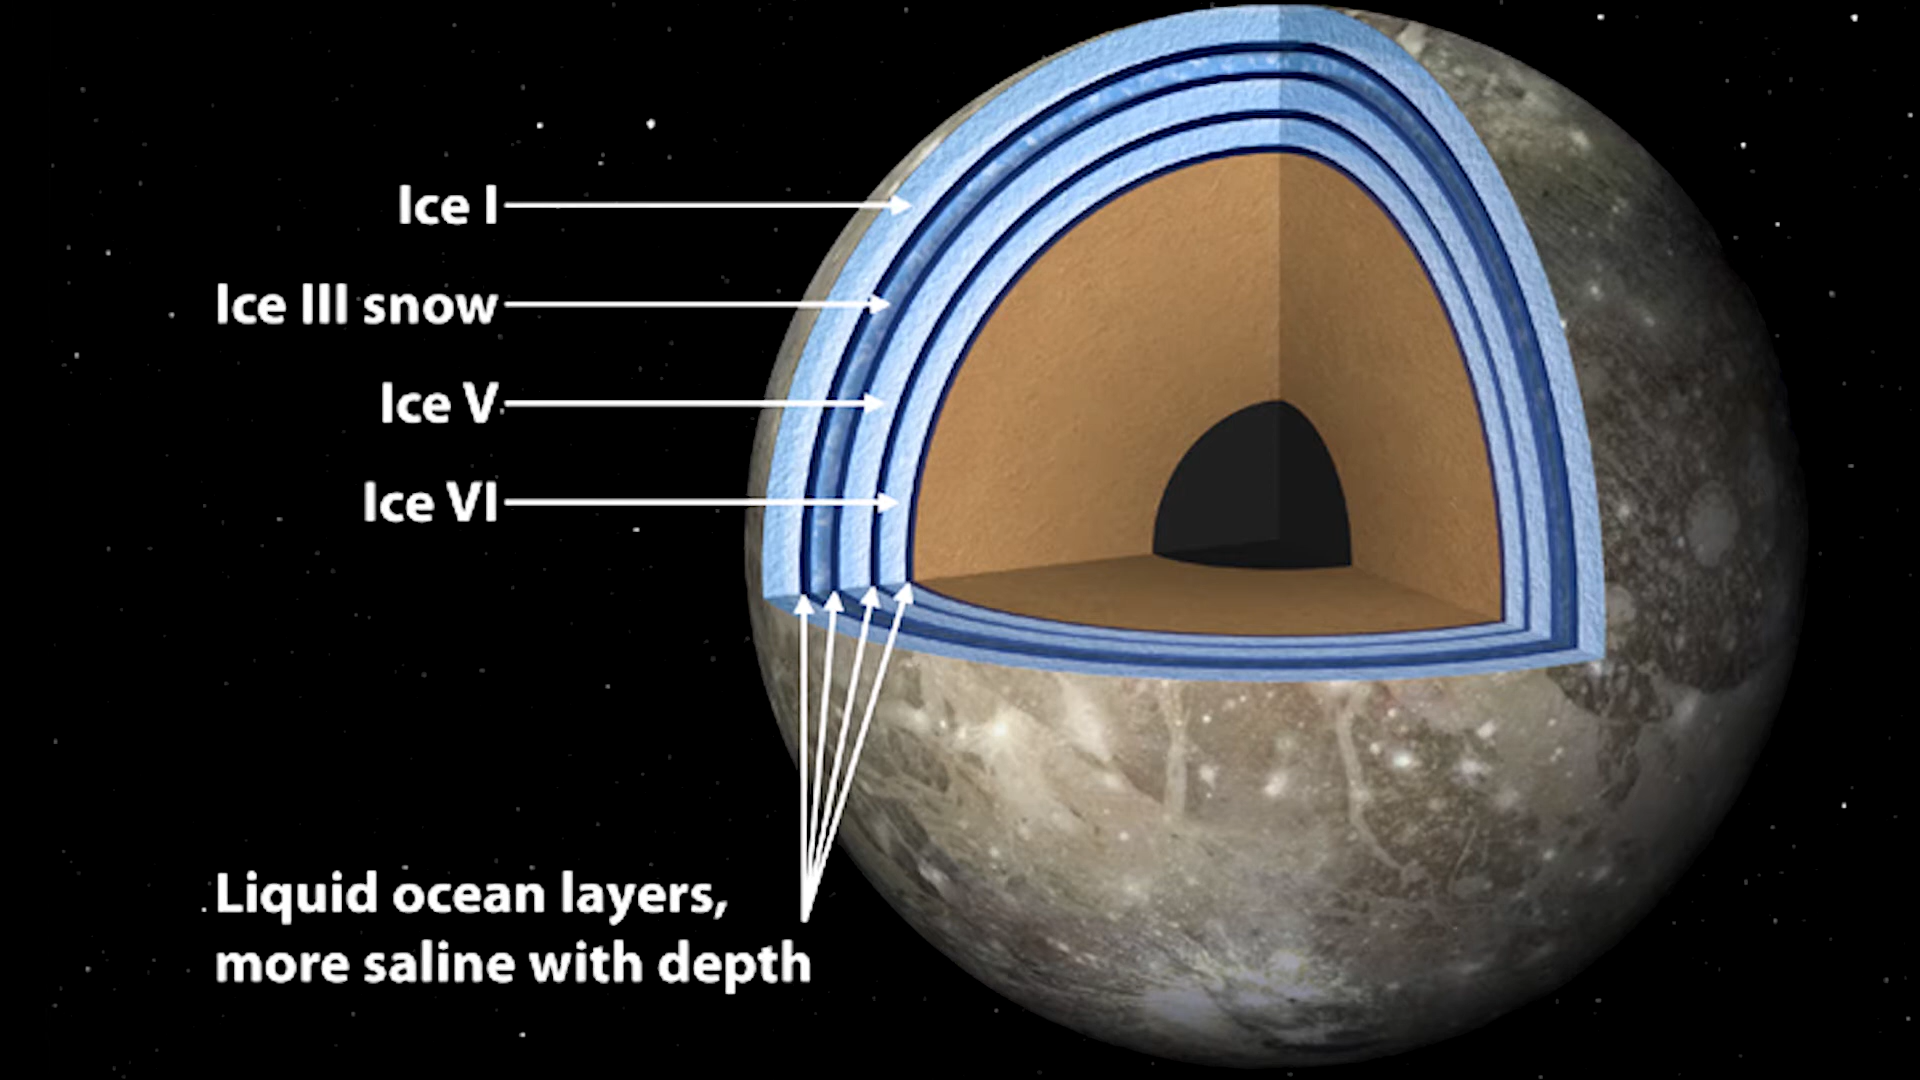 Ice I
Ice III snow
Ice V
Ice VI
Liquid ocean layers,
more saline with depth